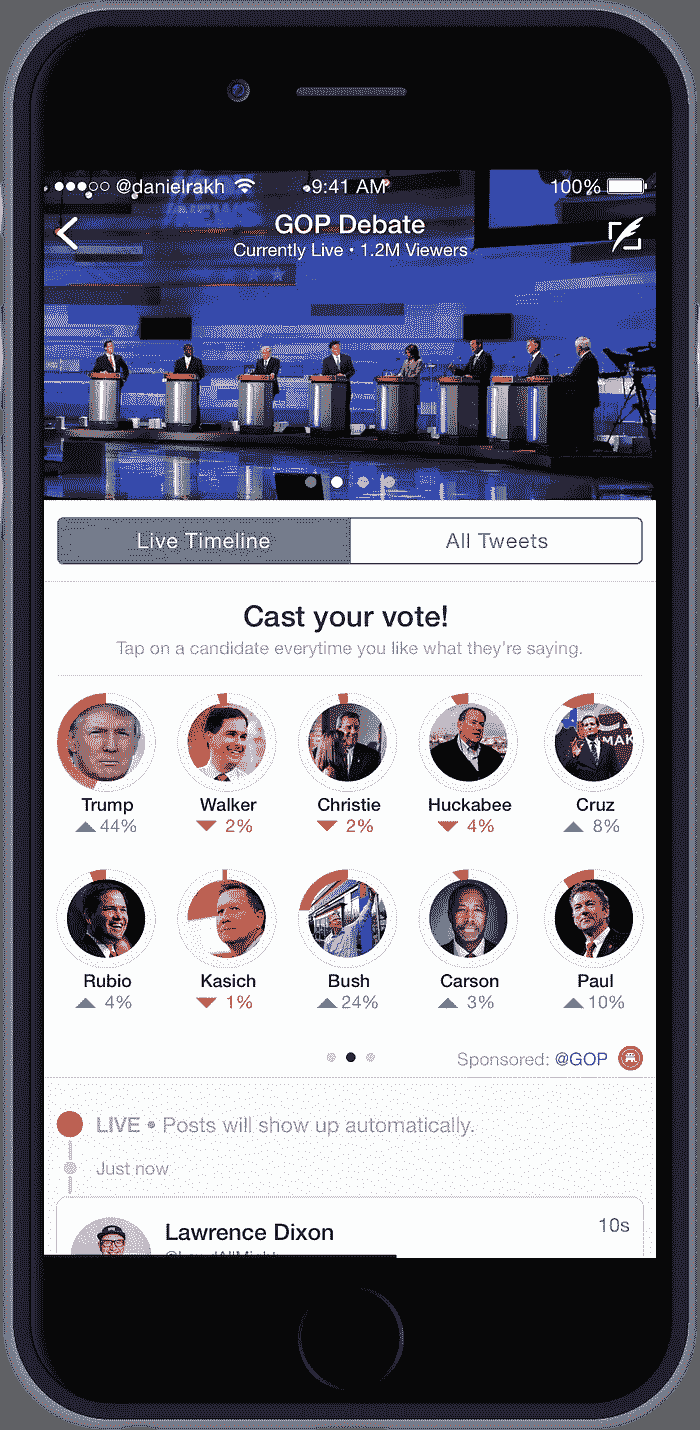 @danielrakh 9:41 AM 100%
GOP Debate
Currently Live • 1.2M Viewers
Live Timeline All Tweets
Cast your vote!
Tap on a candidate everytime you like what they're saying.
MAK
Trump Walker Christie Huckabee Cruz
44% 2% 2% 4% 8%
Rubio Kasich Bush Carson Paul
4% 1% 24% 3% 10%
Sponsored: @GOP
LIVE • Posts will show up automatically.
Just now
Lawrence Dixon 10s